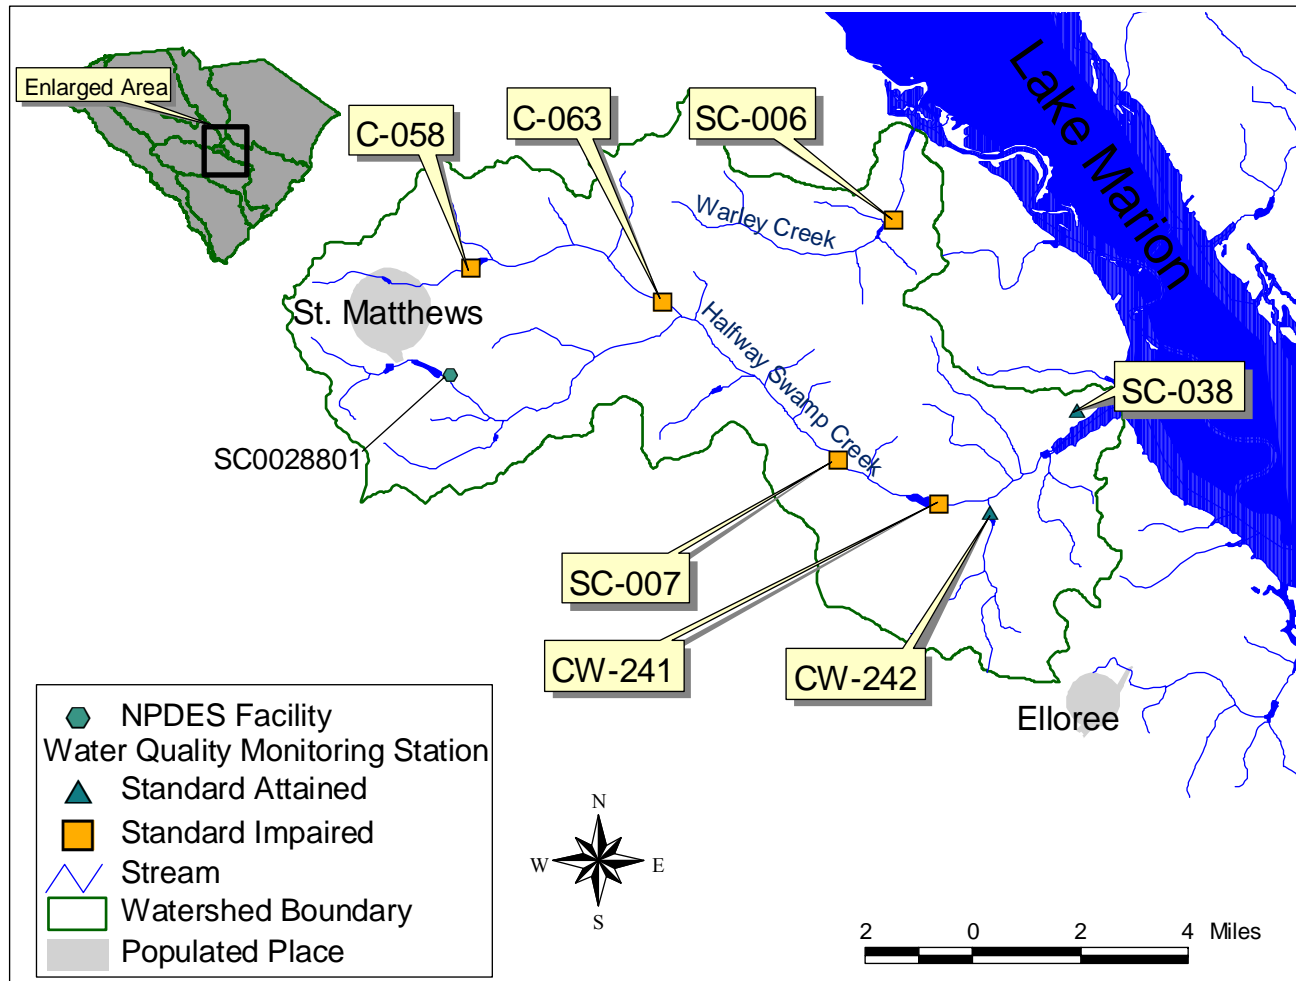 Enlarged Area
C-058
C-063
SC-006
Lake Marion
Warley Creek
St. Matthews
Halfway Swamp Creek
SC-038
SC0028801
SC-007
CW-241
CW-242
Elloree
NPDES Facility
Water Quality Monitoring Station
Standard Attained
Standard Impaired
Stream
Watershed Boundary
Populated Place
N
W E
S
2 0 2 4 Miles